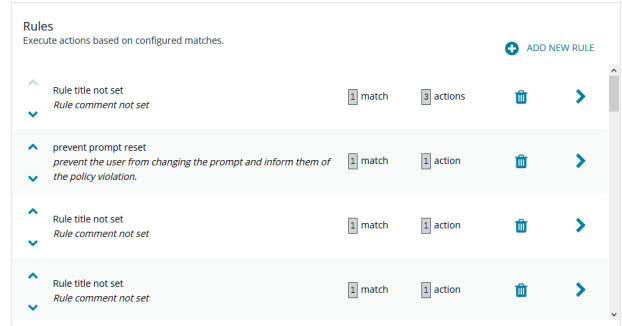 Rules
Execute actions based on configured matches.
ADD NEW RULE
Rule title not set
Rule comment not set
1 match
3 actions
prevent prompt reset
prevent the user from changing the prompt and inform them of
the policy violation.
1 match
1 action
Rule title not set
Rule comment not set
1 match
1 action
Rule title not set
Rule comment not set
1 match
1 action